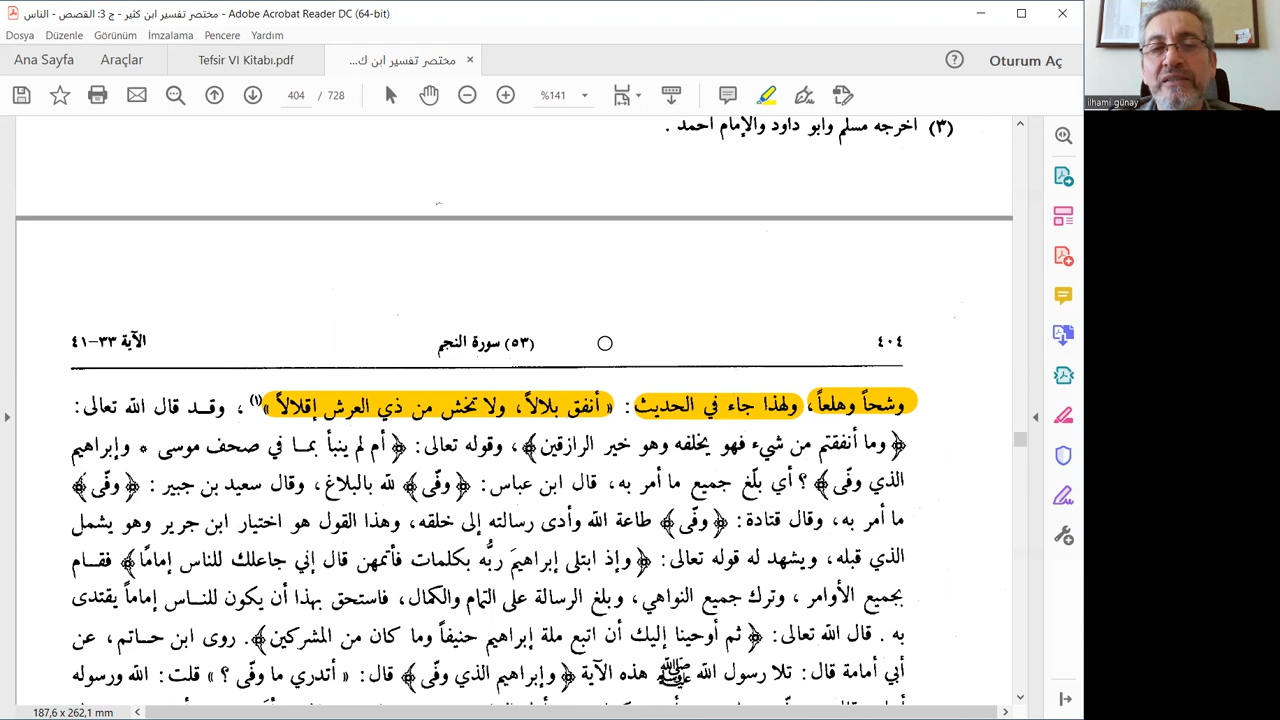 مختصر تفسير ابن كثير - ج 3: القصص - الناس - Adobe Acrobat Reader DC (64-bit)
Dosya Düzenle Görünüm İmzalama Pencere Yardım
Ana Sayfa Araçlar Tefsir VI Kitabı.pdf مختصر تفسير ابن ك... × Oturum Aç
404 / 728 %141
ilhami günay
(٣) اخرجه مسلم وابو داود والإمام احمد .
٤٠٤ (٥٣) سورة النجم الآية ٣٣-٤١
وشحاً وهلعاً، ولهذا جاء في الحديث : « أنفق بلالاً، ولا تخش من ذي العرش إقلالاً »(١)، وقد قال الله تعالى:
﴿ وما أنفقتم من شيء فهو يخلفه وهو خير الرازقين﴾، وقوله تعالى: ﴿ أم لم ينبأ بما في صحف موسى * وإبراهيم
الذي وفّى﴾ ؟ أي بلّغ جميع ما أمر به، قال ابن عباس: ﴿وفّى﴾ لله بالبلاغ، وقال سعيد بن جبير : ﴿وفّى﴾
ما أمر به، وقال قتادة: ﴿وفّى﴾ طاعة الله وأدى رسالته إلى خلقه، وهذا القول هو اختيار ابن جرير وهو يشمل
الذي قبله، ويشهد له قوله تعالى: ﴿ وإذ ابتلى إبراهيمَ ربُّه بكلمات فأتمهن قال إني جاعلك للناس إمامًا﴾ فقام
بجميع الأوامر ، وترك جميع النواهي، وبلغ الرسالة على التمام والكمال، فاستحق بهذا أن يكون للناس إماماً يقتدى
به . قال الله تعالى: ﴿ ثم أوحينا إليك أن اتبع ملة إبراهيم حنيفاً وما كان من المشركين﴾. روى ابن حاتم، عن
أبي أمامة قال: تلا رسول الله ﷺ هذه الآية ﴿وإبراهيم الذي وفّى﴾ قال: « أتدري ما وفّى ؟ » قلت: الله ورسوله
187,6 x 262,1 mm